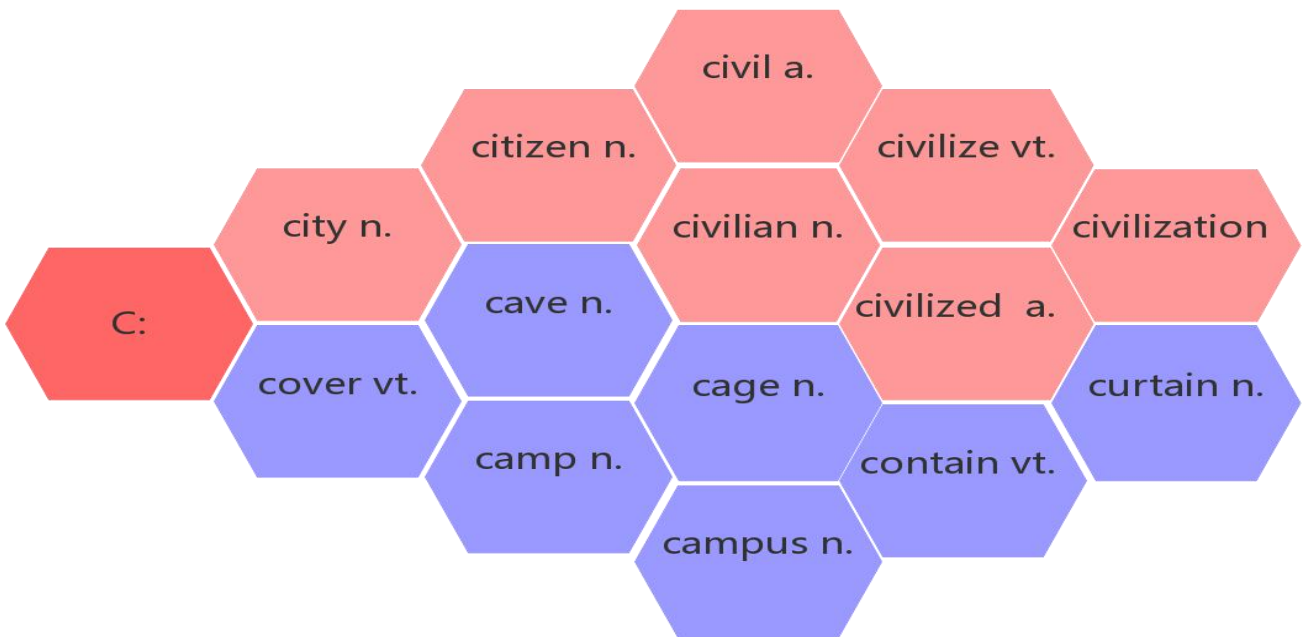 C:
city n.
citizen n.
civil a.
civilian n.
civilize vt.
civilized a.
civilization
cover vt.
cave n.
camp n.
cage n.
campus n.
contain vt.
curtain n.